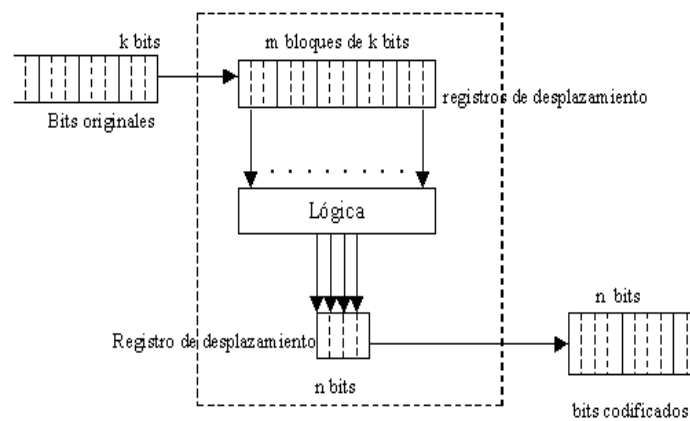 k bits
m bloques de k bits
registros de desplazamiento
Bits originales
Lógica
n bits
Registro de desplazamiento
n bits
bits codificados